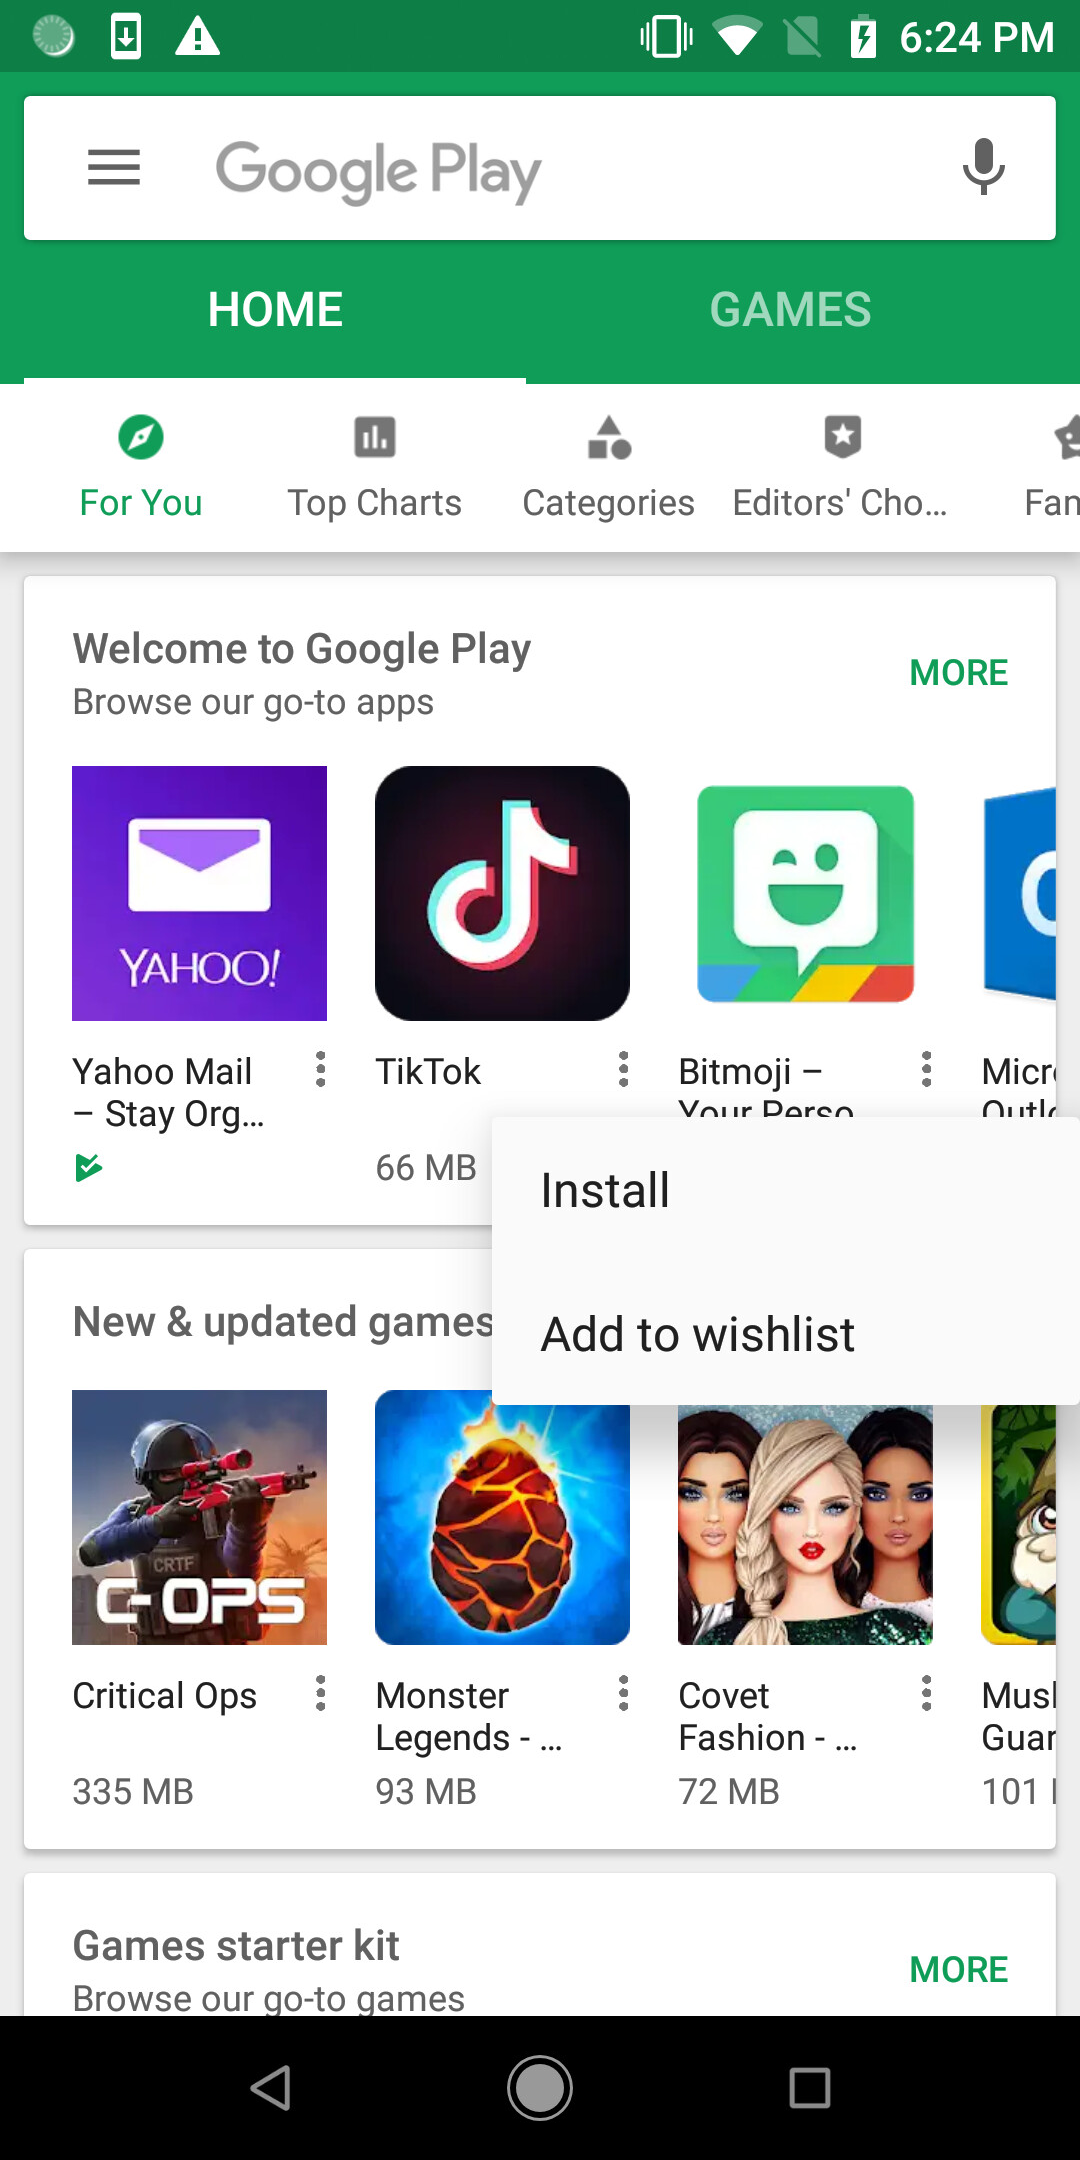 6:24 PM
Google Play
HOME
GAMES
For You
Top Charts
Categories
Editors' Cho...
Fan
Welcome to Google Play
Browse our go-to apps
MORE
YAHOO!
Yahoo Mail
– Stay Org...
TikTok
66 MB
Bitmoji –
Your Perso
Micr
Outl
Install
Add to wishlist
New & updated games
CRTF
C-OPS
Critical Ops
335 MB
Monster
Legends - ...
93 MB
Covet
Fashion - ...
72 MB
Mus
Guar
101
Games starter kit
Browse our go-to games
MORE